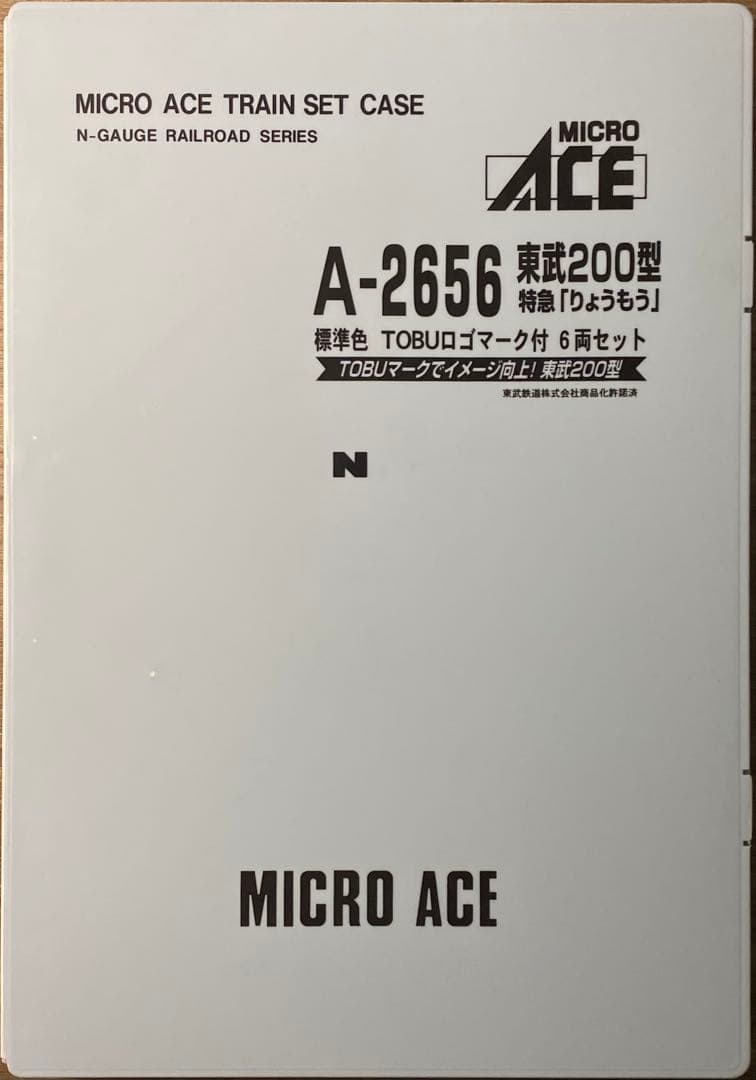 MICRO ACE TRAIN SET CASE
N-GAUGE RAILROAD SERIES
MICRO
ACE
A-2656 東武200型
特急「りょうもう」
標準色 TOBUロゴマーク付 6両セット
TOBUマークでイメージ向上!東武200型
東武鉄道株式会社商品化許諾済
N
MICRO ACE